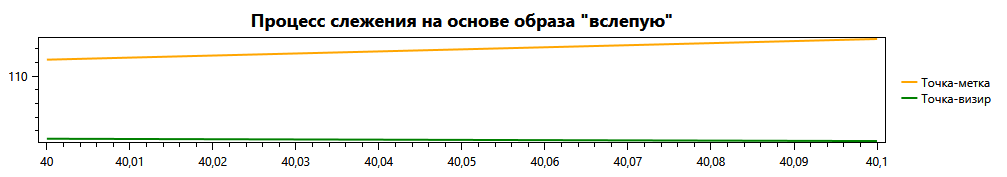 Процесс слежения на основе образа "вслепую"
110
Точка-метка
Точка-визир
40 40,01 40,02 40,03 40,04 40,05 40,06 40,07 40,08 40,09 40,1